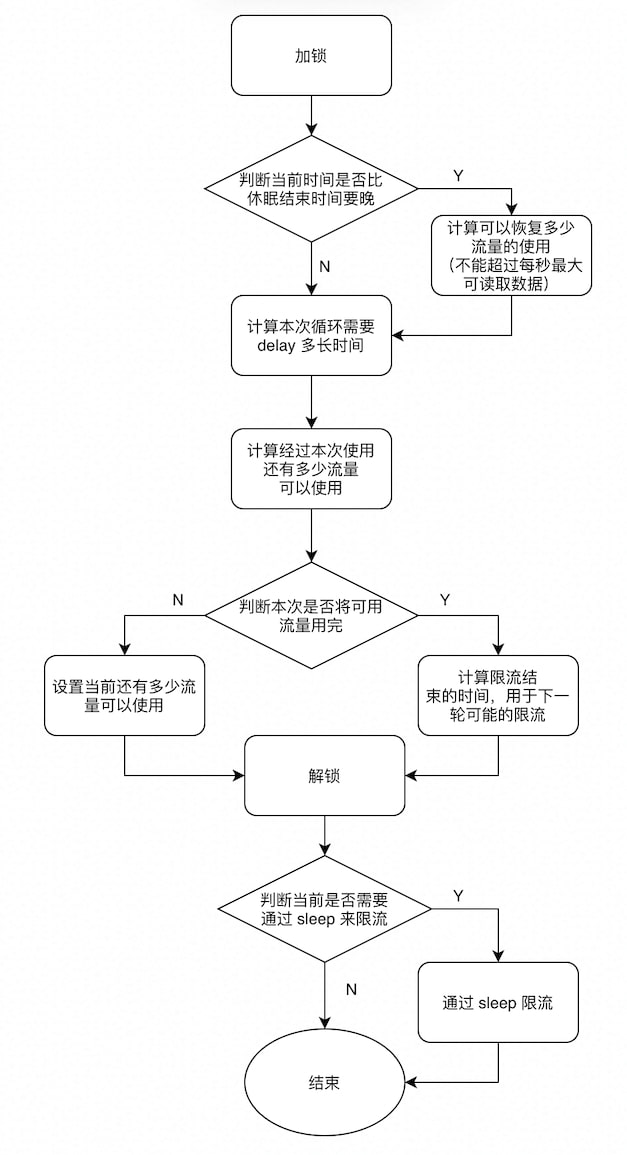 加锁
判断当前时间是否比
休眠结束时间要晚
Y
计算可以恢复多少
流量的使用
（不能超过每秒最大
可读取数据）
N
计算本次循环需要
delay 多长时间
计算经过本次使用
还有多少流量
可以使用
判断本次是否将可用
流量用完
N
Y
设置当前还有多少流
量可以使用
计算限流结
束的时间，用于下一
轮可能的限流
解锁
判断当前是否需要
通过 sleep 来限流
Y
N
通过 sleep 限流
结束